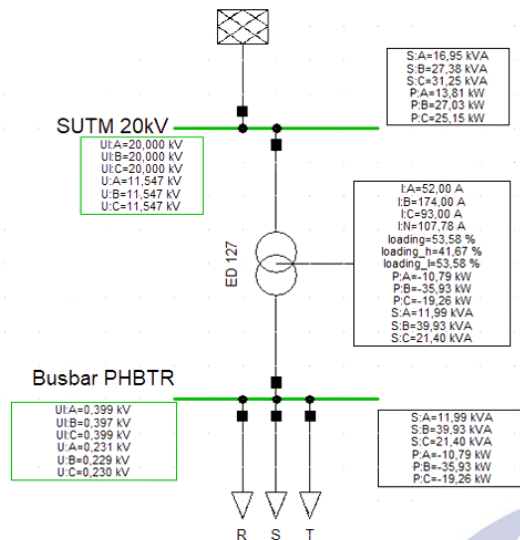 S:A=16,95 kVA
S:B=27,38 kVA
S:C=31,25 kVA
P:A=13,81 kW
P:B=27,03 kW
P:C=25,15 kW
SUTM 20kV
Ul:A=20,000 kV
Ul:B=20,000 kV
Ul:C=20,000 kV
U:A=11,547 kV
U:B=11,547 kV
U:C=11,547 kV
ED 127
I:A=52,00 A
I:B=174,00 A
I:C=93,00 A
I:N=107,78 A
loading=53,58 %
loading_h=41,67 %
loading_l=53,58 %
P:A=-10,79 kW
P:B=-35,93 kW
P:C=-19,26 kW
S:A=11,99 kVA
S:B=39,93 kVA
S:C=21,40 kVA
Busbar PHBTR
Ul:A=0,399 kV
Ul:B=0,397 kV
Ul:C=0,399 kV
U:A=0,231 kV
U:B=0,229 kV
U:C=0,230 kV
S:A=11,99 kVA
S:B=39,93 kVA
S:C=21,40 kVA
P:A=-10,79 kW
P:B=-35,93 kW
P:C=-19,26 kW
R S T